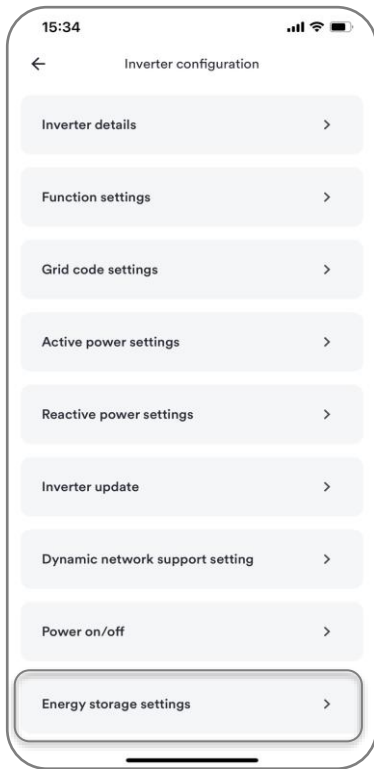 15:34
Inverter configuration
Inverter details
Function settings
Grid code settings
Active power settings
Reactive power settings
Inverter update
Dynamic network support setting
Power on/off
Energy storage settings